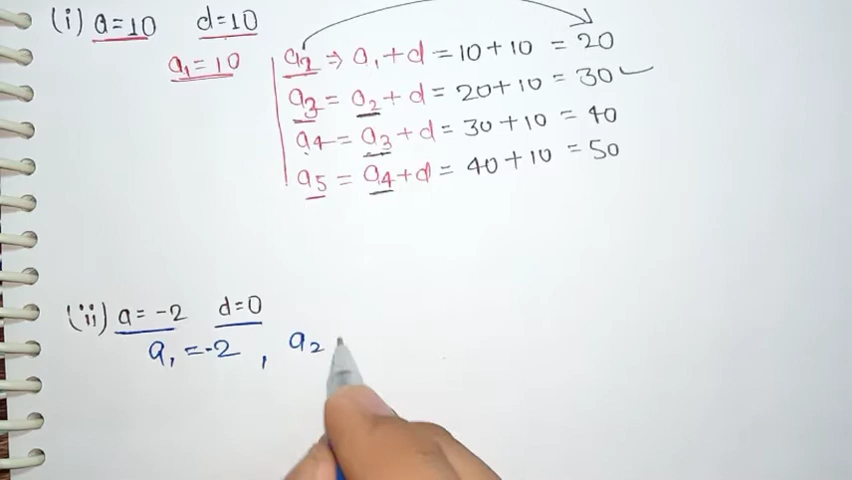 (i) a=10 d=10
a₁ = 10
a₂ ⇒ a₁ + d = 10 + 10 = 20
a₃ = a₂ + d = 20 + 10 = 30
a₄ = a₃ + d = 30 + 10 = 40
a₅ = a₄ + d = 40 + 10 = 50
(ii) a = -2 d=0
a₁ = -2 , a₂